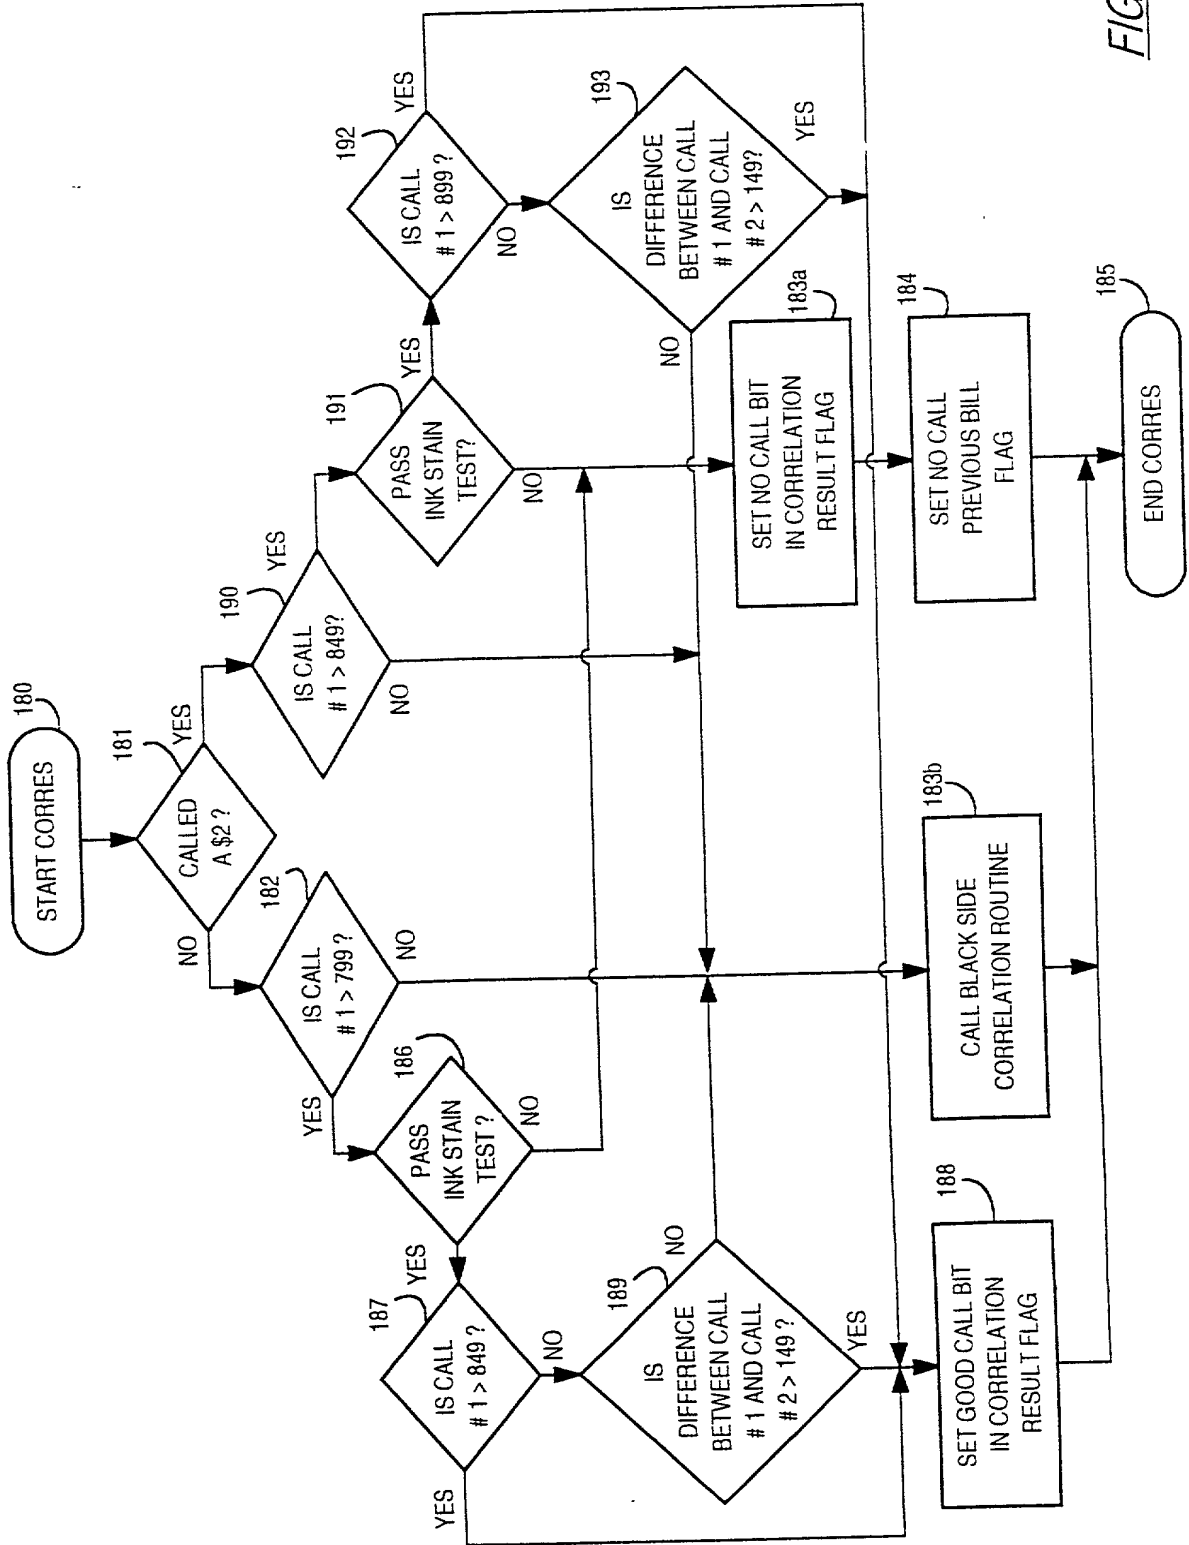 START CORRES
180
CALLED
A $2 ?
181
YES
NO
IS CALL
# 1 > 799 ?
182
YES
NO
IS CALL
# 1 > 849?
190
YES
NO
PASS
INK STAIN
TEST ?
186
YES
NO
PASS
INK STAIN
TEST?
191
YES
NO
IS CALL
# 1 > 849 ?
187
YES
NO
IS CALL
# 1 > 899 ?
192
YES
NO
IS
DIFFERENCE
BETWEEN CALL
# 1 AND CALL
# 2 > 149 ?
189
NO
YES
IS
DIFFERENCE
BETWEEN CALL
# 1 AND CALL
# 2 > 149?
193
NO
YES
SET GOOD CALL BIT
IN CORRELATION
RESULT FLAG
188
CALL BLACK SIDE
CORRELATION ROUTINE
183b
SET NO CALL BIT
IN CORRELATION
RESULT FLAG
183a
SET NO CALL
PREVIOUS BILL
FLAG
184
END CORRES
185
FIG